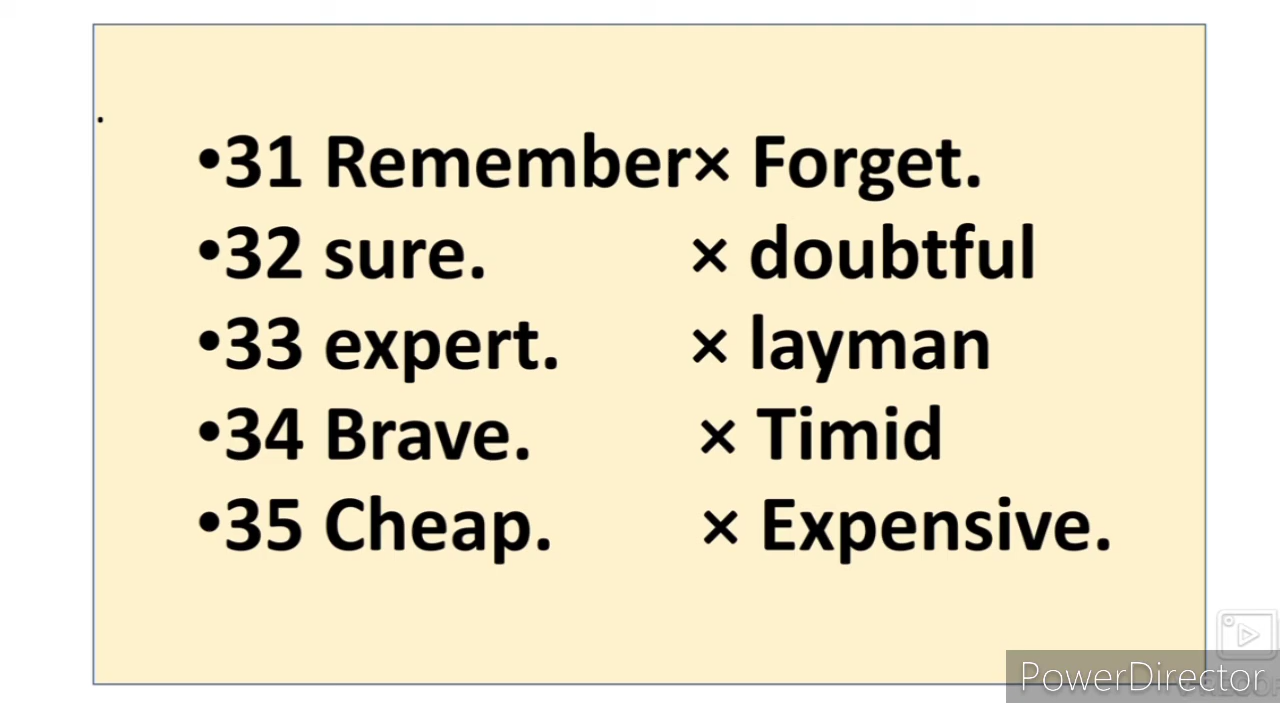 .
•31 Remember× Forget.
•32 sure. × doubtful
•33 expert. × layman
•34 Brave. × Timid
•35 Cheap. × Expensive.
PowerDirector